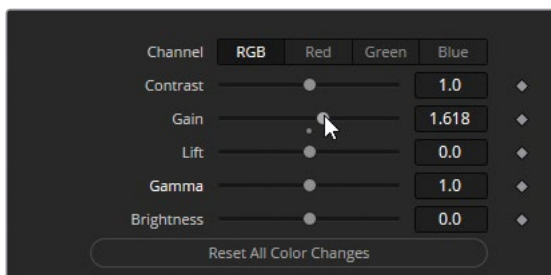 Channel RGB Red Green Blue
Contrast 1.0
Gain 1.618
Lift 0.0
Gamma 1.0
Brightness 0.0
Reset All Color Changes